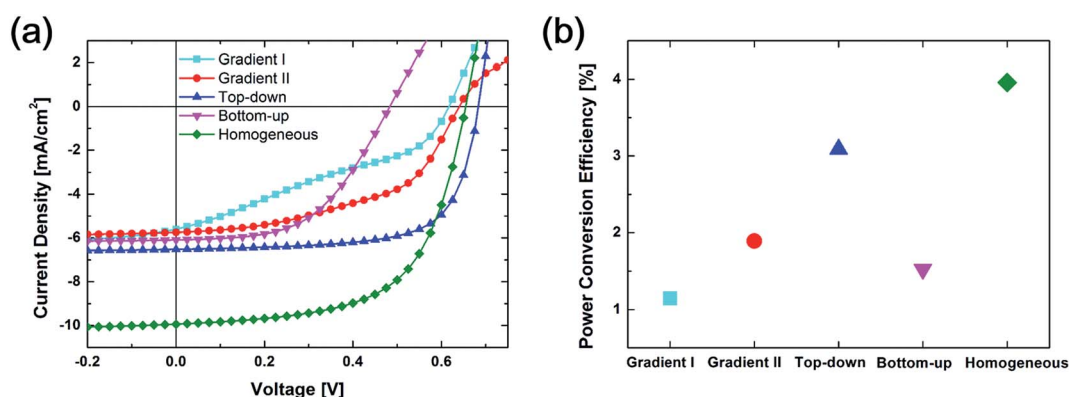 (a)
Current Density [mA/cm²]
2
0
-2
-4
-6
-8
-10
Gradient I
Gradient II
Top-down
Bottom-up
Homogeneous
-0.2 0.0 0.2 0.4 0.6
Voltage [V]
(b)
Power Conversion Efficiency [%]
4
3
2
1
Gradient I Gradient II Top-down Bottom-up Homogeneous